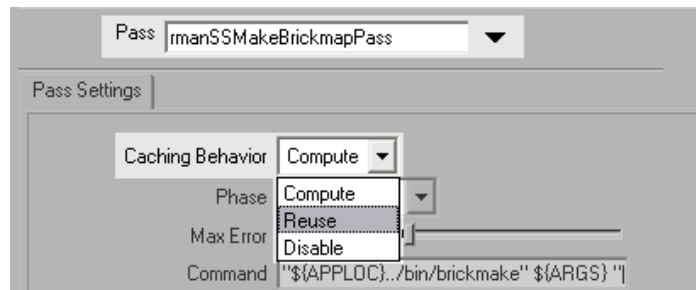 Pass rmanSSMakeBrickmapPass
Pass Settings
Caching Behavior Compute
Phase Compute
Reuse
Max Error
Disable
Command "${APPLOC}../bin/brickmake" ${ARGS} "